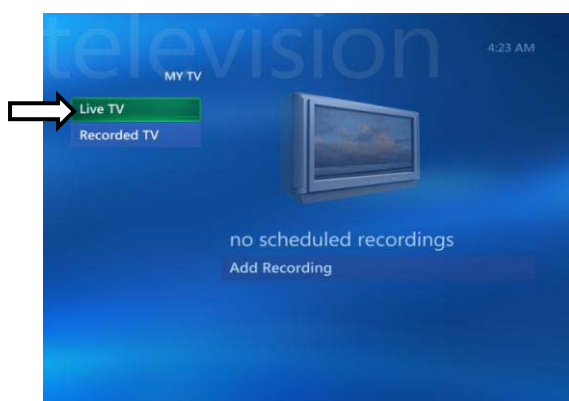 television
4:23 AM
MY TV
Live TV
Recorded TV
no scheduled recordings
Add Recording